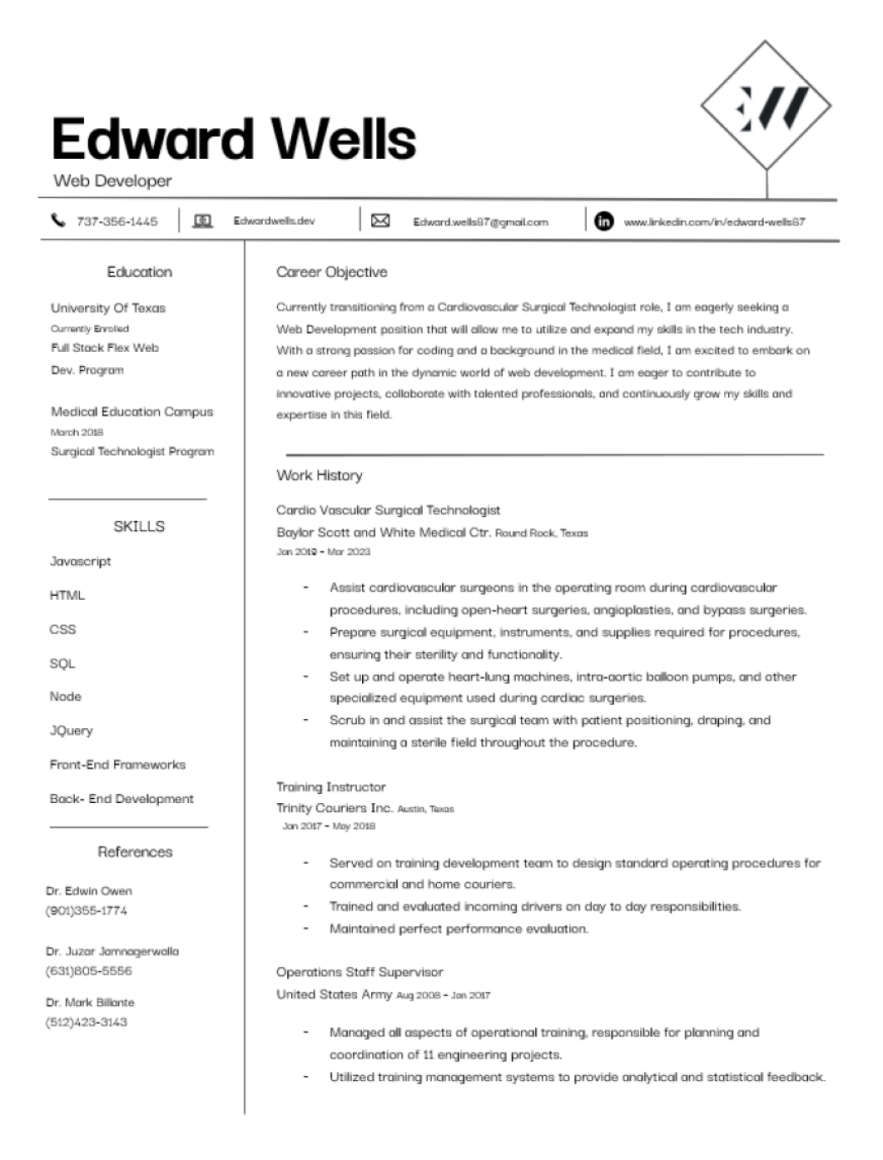 EW
Edward Wells
Web Developer
737-356-1445
Edwardwells.dev
Edward.wells87@gmail.com
in
www.linkedin.com/in/edward-wells87
Education
University Of Texas
Currently Enrolled
Full Stack Flex Web
Dev. Program
Medical Education Campus
March 2018
Surgical Technologist Program
SKILLS
Javascript
HTML
CSS
SQL
Node
JQuery
Front-End Frameworks
Back- End Development
References
Dr. Edwin Owen
(901)355-1774
Dr. Juzar Jamnagerwalla
(631)805-5556
Dr. Mark Billante
(512)423-3143
Career Objective
Currently transitioning from a Cardiovascular Surgical Technologist role, I am eagerly seeking a
Web Development position that will allow me to utilize and expand my skills in the tech industry.
With a strong passion for coding and a background in the medical field, I am excited to embark on
a new career path in the dynamic world of web development. I am eager to contribute to
innovative projects, collaborate with talented professionals, and continuously grow my skills and
expertise in this field.
Work History
Cardio Vascular Surgical Technologist
Baylor Scott and White Medical Ctr. Round Rock, Texas
Jan 2019 - Mar 2023
- Assist cardiovascular surgeons in the operating room during cardiovascular
procedures, including open-heart surgeries, angioplasties, and bypass surgeries.
- Prepare surgical equipment, instruments, and supplies required for procedures,
ensuring their sterility and functionality.
- Set up and operate heart-lung machines, intra-aortic balloon pumps, and other
specialized equipment used during cardiac surgeries.
- Scrub in and assist the surgical team with patient positioning, draping, and
maintaining a sterile field throughout the procedure.
Training Instructor
Trinity Couriers Inc. Austin, Texas
Jan 2017 - May 2018
- Served on training development team to design standard operating procedures for
commercial and home couriers.
- Trained and evaluated incoming drivers on day to day responsibilities.
- Maintained perfect performance evaluation.
Operations Staff Supervisor
United States Army Aug 2008 - Jan 2017
- Managed all aspects of operational training, responsible for planning and
coordination of 11 engineering projects.
- Utilized training management systems to provide analytical and statistical feedback.